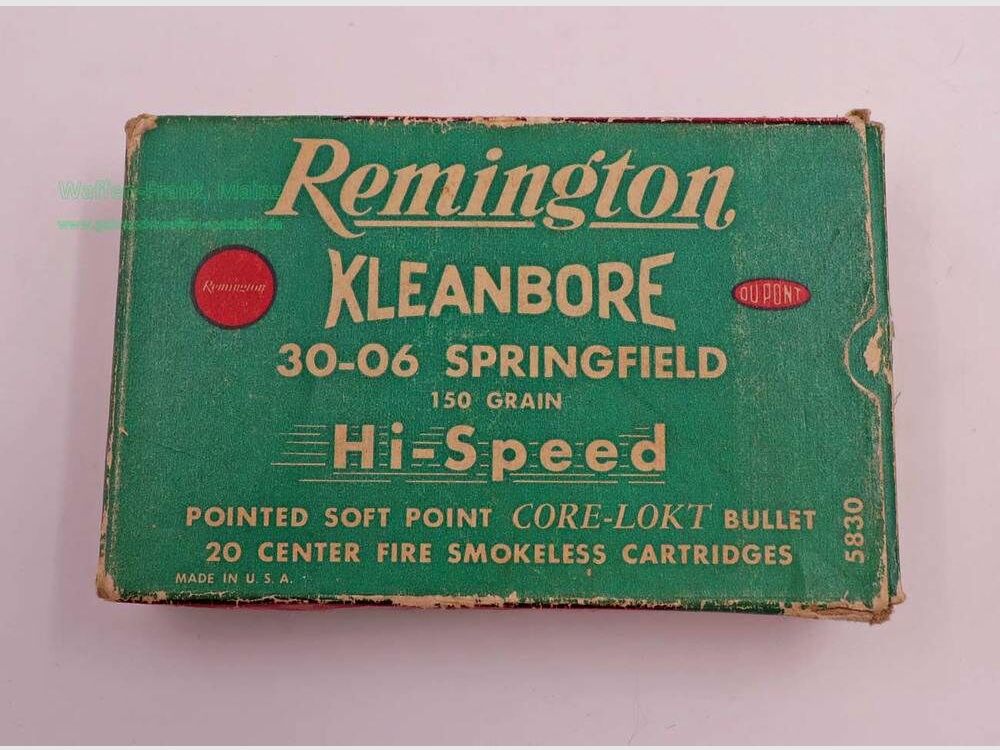 Remington
KLEANBORE
Remington
DU PONT
30-06 SPRINGFIELD
150 GRAIN
Hi-Speed
POINTED SOFT POINT CORE-LOKT BULLET
20 CENTER FIRE SMOKELESS CARTRIDGES
MADE IN U. S. A.
5830